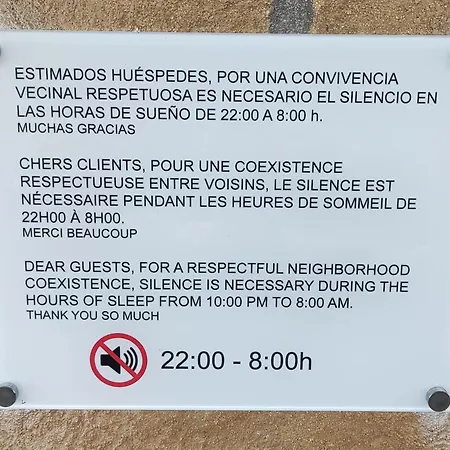 ESTIMADOS HUÉSPEDES, POR UNA CONVIVENCIA
VECINAL RESPETUOSA ES NECESARIO EL SILENCIO EN
LAS HORAS DE SUEÑO DE 22:00 A 8:00 h.
MUCHAS GRACIAS
CHERS CLIENTS, POUR UNE COEXISTENCE
RESPECTUEUSE ENTRE VOISINS, LE SILENCE EST
NÉCESSAIRE PENDANT LES HEURES DE SOMMEIL DE
22H00 À 8H00.
MERCI BEAUCOUP
DEAR GUESTS, FOR A RESPECTFUL NEIGHBORHOOD
COEXISTENCE, SILENCE IS NECESSARY DURING THE
HOURS OF SLEEP FROM 10:00 PM TO 8:00 AM.
THANK YOU SO MUCH
22:00 - 8:00h